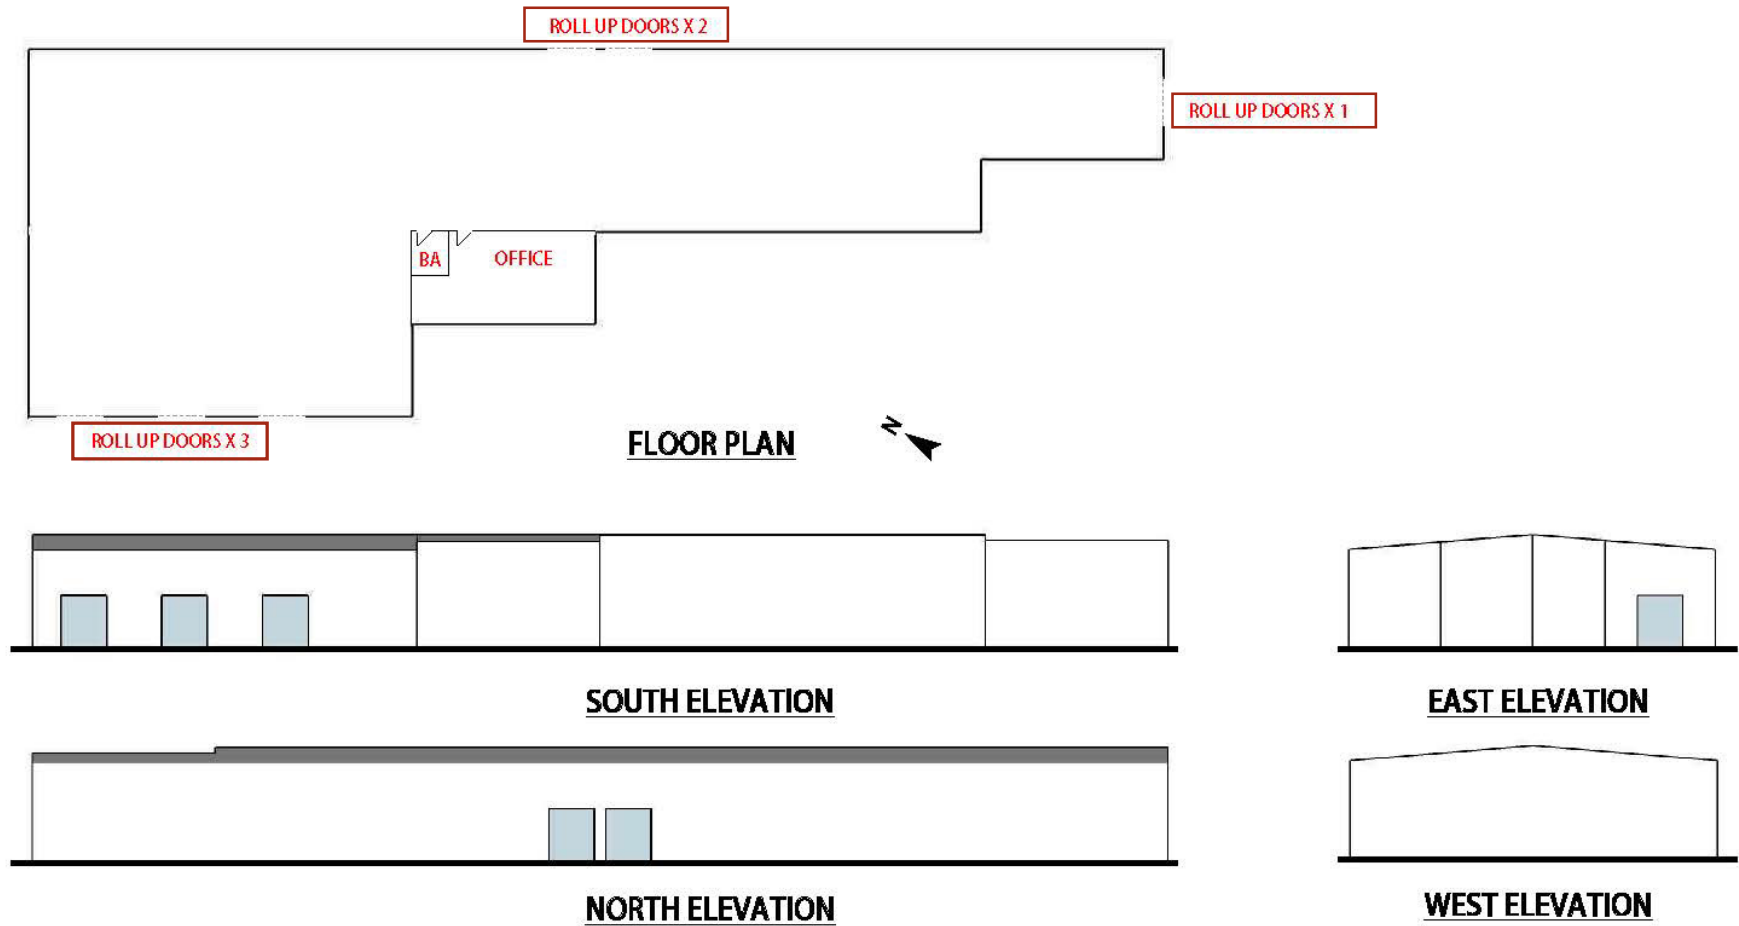 ROLL UP DOORS X 2
ROLL UP DOORS X 1
BA
OFFICE
ROLL UP DOORS X 3
FLOOR PLAN
N
SOUTH ELEVATION
EAST ELEVATION
NORTH ELEVATION
WEST ELEVATION